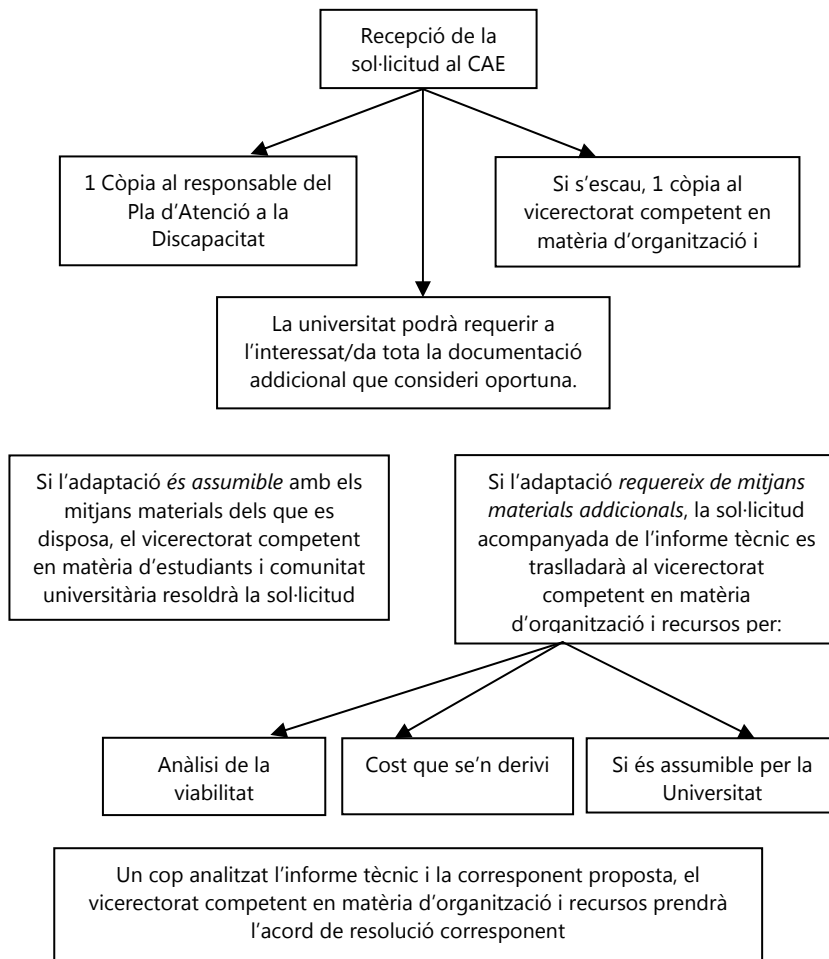 Recepció de la
sol·licitud al CAE
1 Còpia al responsable del
Pla d'Atenció a la
Discapacitat
Si s'escau, 1 còpia al
vicerectorat competent en
matèria d'organització i
La universitat podrà requerir a
l'interessat/da tota la documentació
addicional que consideri oportuna.
Si l'adaptació és assumible amb els
mitjans materials dels que es
disposa, el vicerectorat competent
en matèria d'estudiants i comunitat
universitària resoldrà la sol·licitud
Si l'adaptació requereix de mitjans
materials addicionals, la sol·licitud
acompanyada de l'informe tècnic es
traslladarà al vicerectorat
competent en matèria
d'organització i recursos per:
Anàlisi de la
viabilitat
Cost que se'n derivi
Si és assumible per la
Universitat
Un cop analitzat l'informe tècnic i la corresponent proposta, el
vicerectorat competent en matèria d'organització i recursos prendrà
l'acord de resolució corresponent